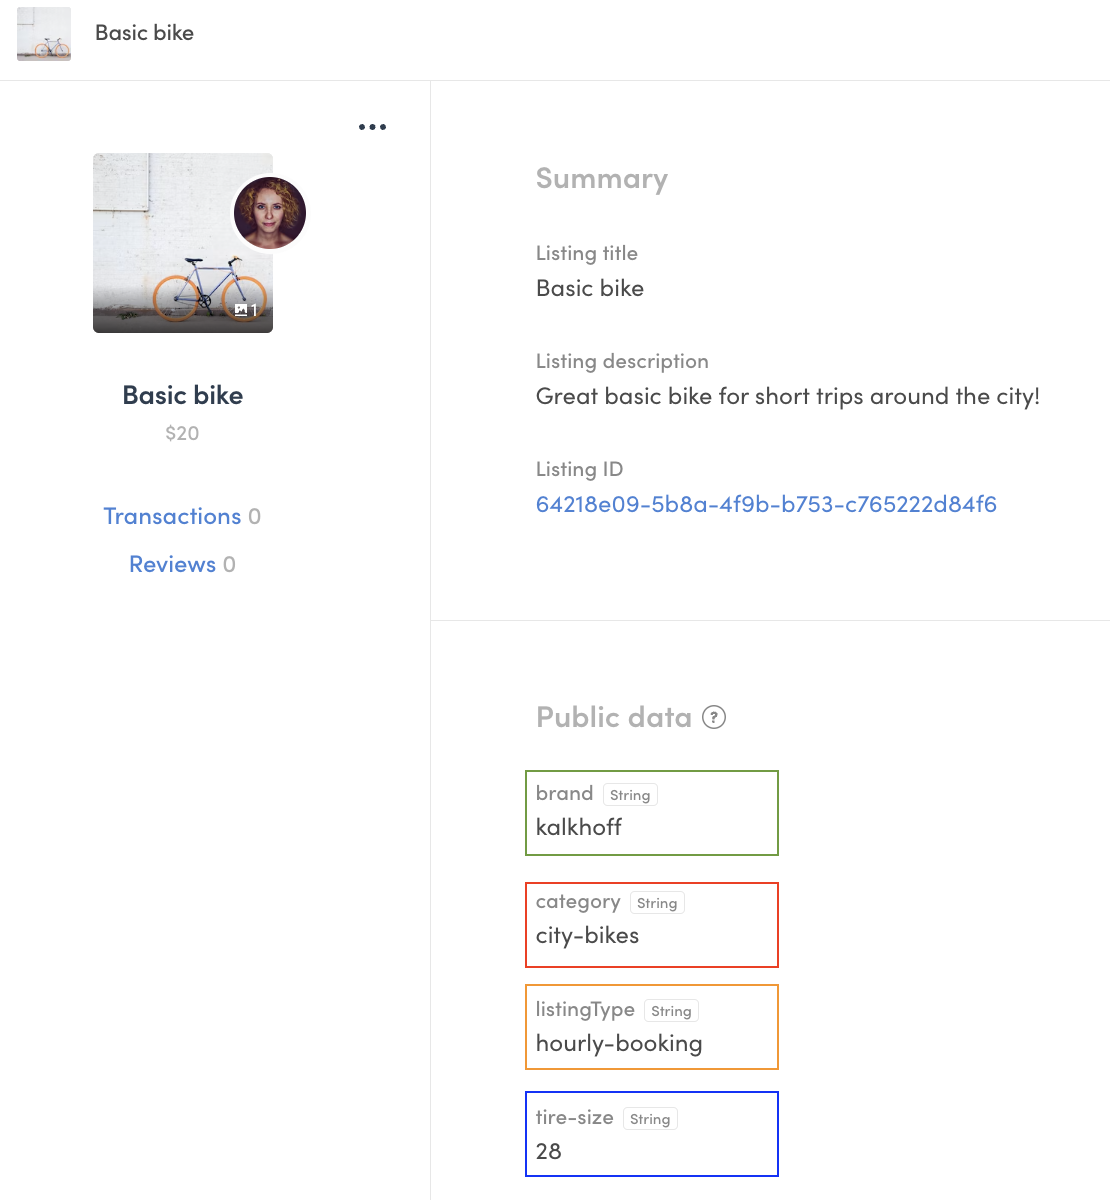 Basic bike
1
Basic bike
$20
Transactions 0
Reviews 0
Summary
Listing title
Basic bike
Listing description
Great basic bike for short trips around the city!
Listing ID
64218e09-5b8a-4f9b-b753-c765222d84f6
Public data ?
brand String
kalkhoff
category String
city-bikes
listingType String
hourly-booking
tire-size String
28